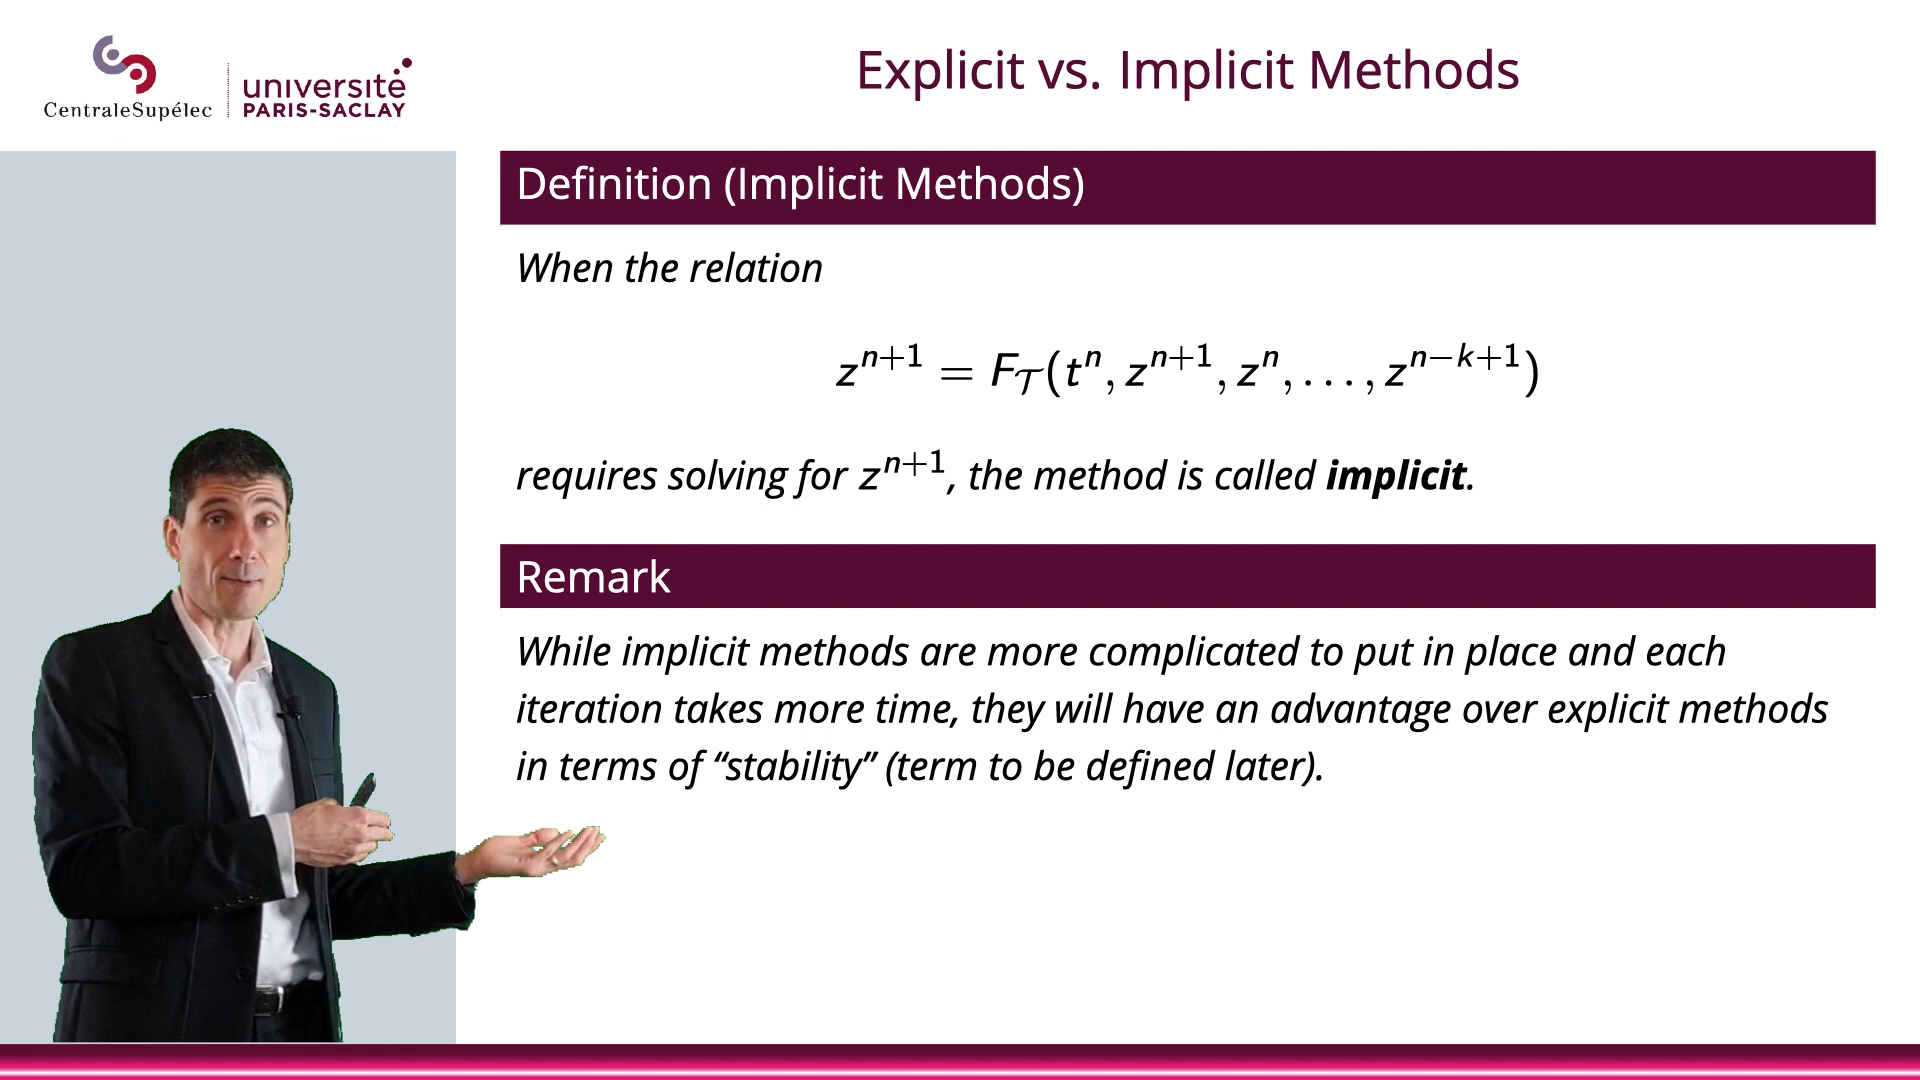 CentraleSupélec
université
PARIS-SACLAY
Explicit vs. Implicit Methods
Definition (Implicit Methods)
When the relation
$z^{n+1} = F_{\mathcal{T}}(t^n, z^{n+1}, z^n, \ldots, z^{n-k+1})$
requires solving for $z^{n+1}$, the method is called implicit.
Remark
While implicit methods are more complicated to put in place and each
iteration takes more time, they will have an advantage over explicit methods
in terms of “stability” (term to be defined later).